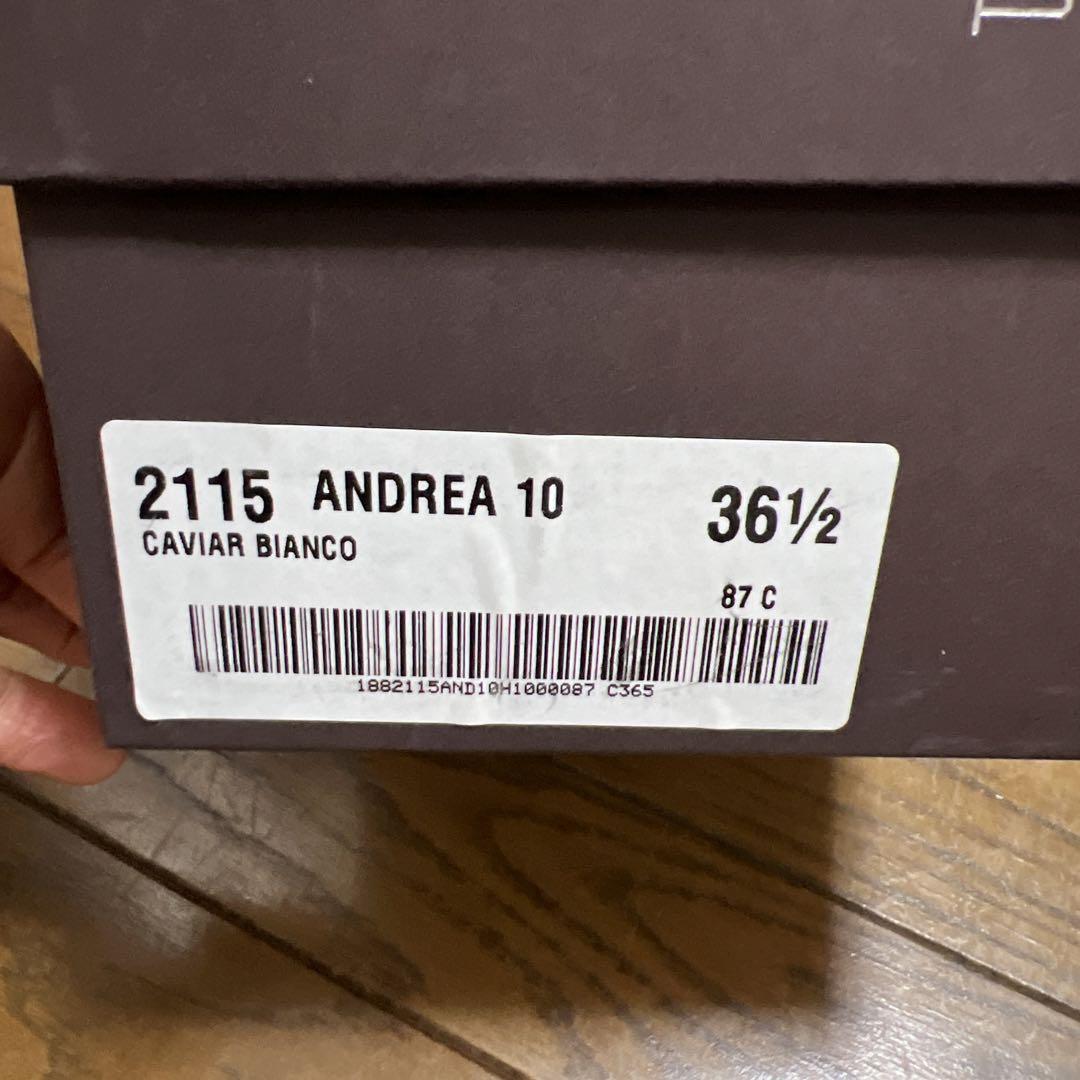 2115 ANDREA 10 36½
CAVIAR BIANCO
87 C
1882115AND10H1000087 C365